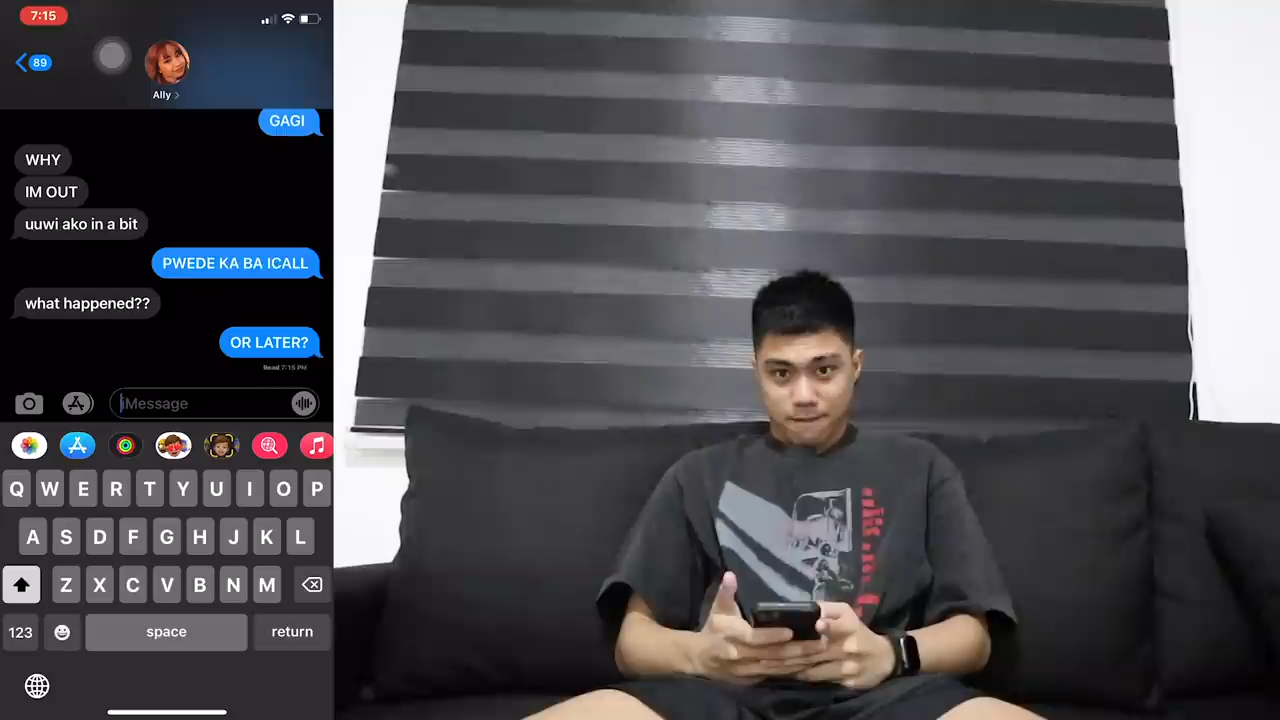 7:15
89
Ally >
GAGI
WHY
IM OUT
uuwi ako in a bit
PWEDE KA BA ICALL
what happened??
OR LATER?
Read 7:15 PM
iMessage
Q W E R T Y U I O P
A S D F G H J K L
Z X C V B N M
123 space return